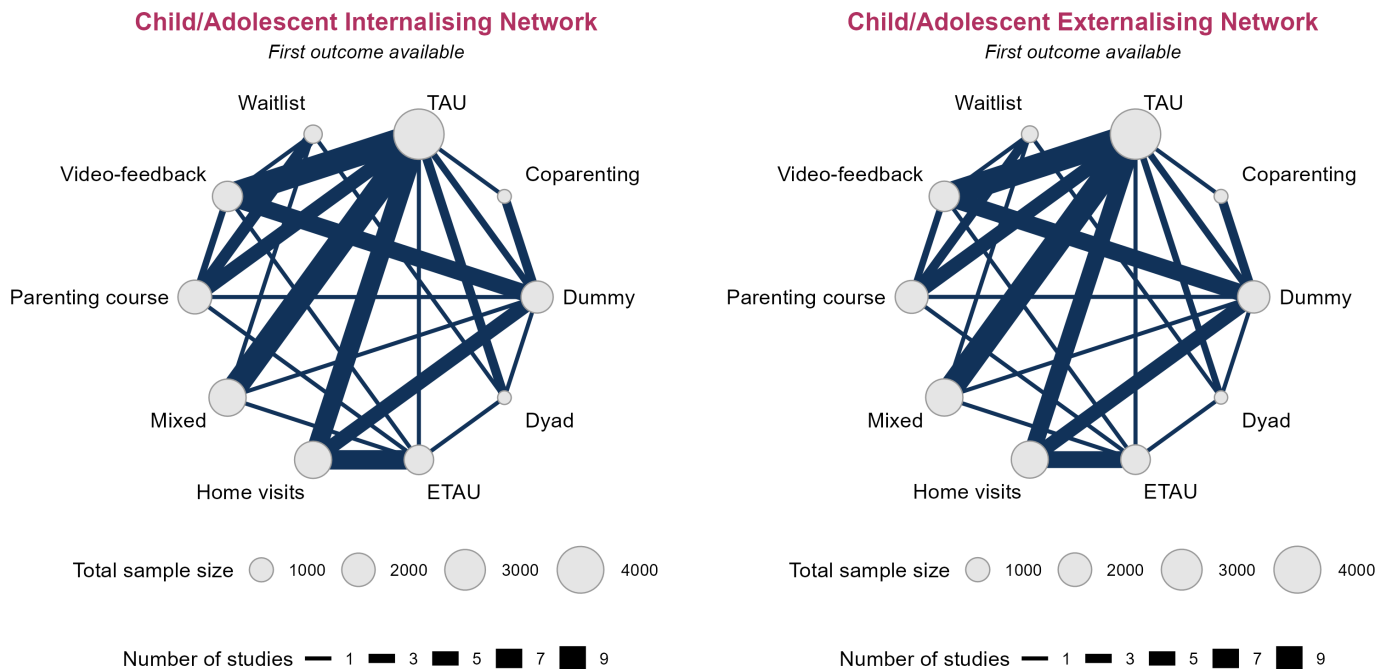 Child/Adolescent Internalising Network
First outcome available
Waitlist
TAU
Video-feedback
Coparenting
Parenting course
Dummy
Mixed
Dyad
Home visits
ETAU
Total sample size 1000 2000 3000 4000
Number of studies 1 3 5 7 9
Child/Adolescent Externalising Network
First outcome available
Waitlist
TAU
Video-feedback
Coparenting
Parenting course
Dummy
Mixed
Dyad
Home visits
ETAU
Total sample size 1000 2000 3000 4000
Number of studies 1 3 5 7 9